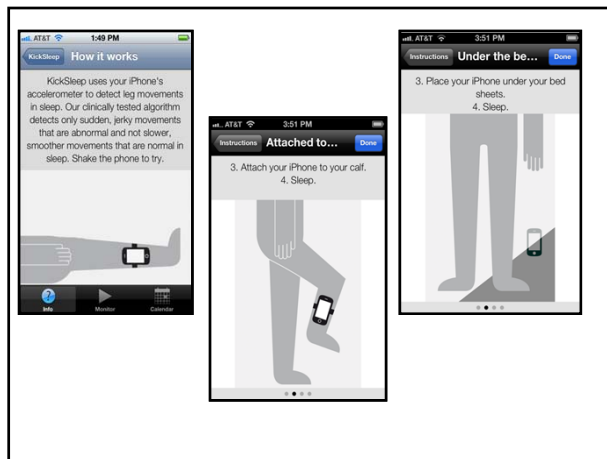 AT&T 1:49 PM
KickSleep How it works
KickSleep uses your iPhone's
accelerometer to detect leg movements
in sleep. Our clinically tested algorithm
detects only sudden, jerky movements
that are abnormal and not slower,
smoother movements that are normal in
sleep. Shake the phone to try.
Info Monitor Calendar
AT&T 3:51 PM
Instructions Attached to... Done
3. Attach your iPhone to your calf.
4. Sleep.
AT&T 3:51 PM
Instructions Under the be... Done
3. Place your iPhone under your bed
sheets.
4. Sleep.